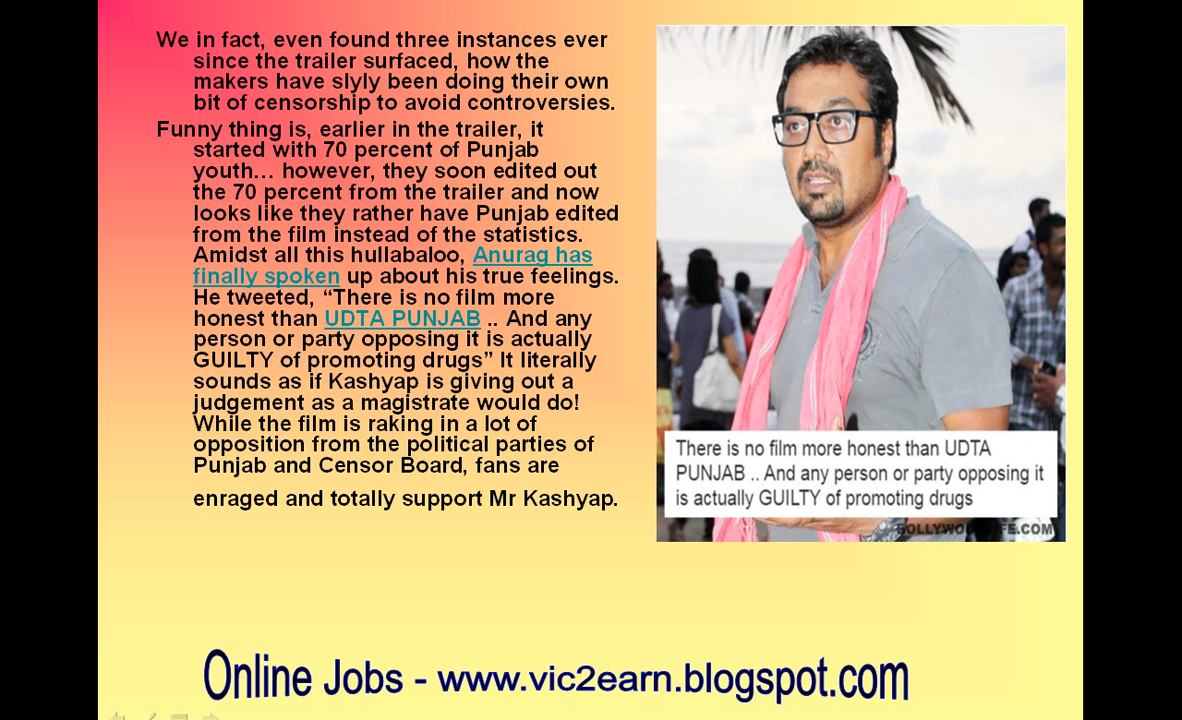 We in fact, even found three instances ever
since the trailer surfaced, how the
makers have slyly been doing their own
bit of censorship to avoid controversies.
Funny thing is, earlier in the trailer, it
started with 70 percent of Punjab
youth… however, they soon edited out
the 70 percent from the trailer and now
looks like they rather have Punjab edited
from the film instead of the statistics.
Amidst all this hullabaloo, Anurag has
finally spoken up about his true feelings.
He tweeted, “There is no film more
honest than UDTA PUNJAB .. And any
person or party opposing it is actually
GUILTY of promoting drugs” It literally
sounds as if Kashyap is giving out a
judgement as a magistrate would do!
While the film is raking in a lot of
opposition from the political parties of
Punjab and Censor Board, fans are
enraged and totally support Mr Kashyap.
There is no film more honest than UDTA
PUNJAB .. And any person or party opposing it
is actually GUILTY of promoting drugs
BOLLYWOODLIFE.COM
Online Jobs - www.vic2earn.blogspot.com